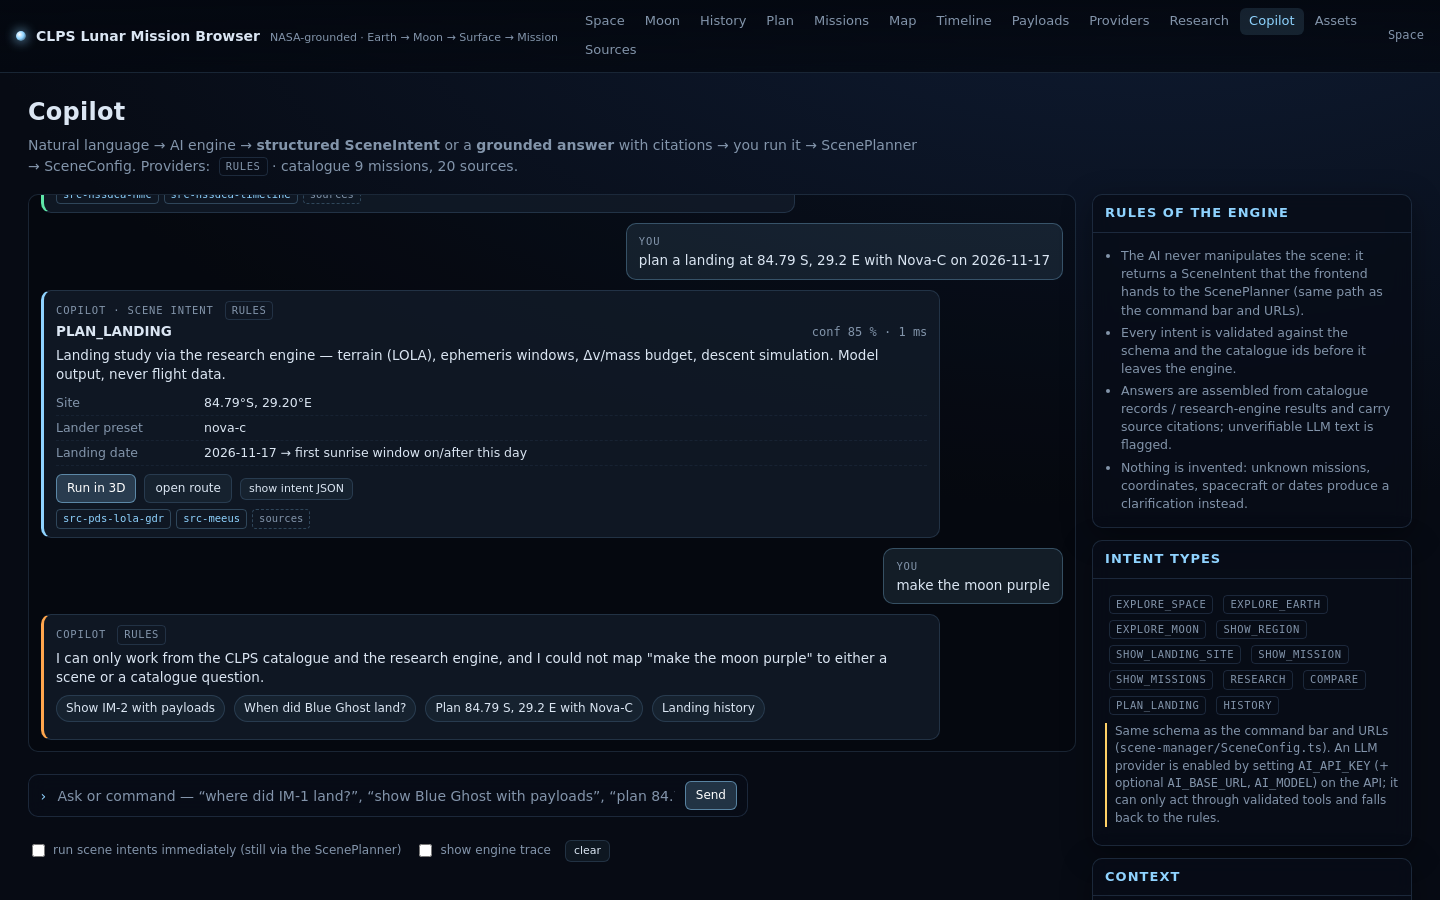 CLPS Lunar Mission Browser NASA-grounded · Earth → Moon → Surface → Mission
Space Moon History Plan Missions Map Timeline Payloads Providers Research Copilot Assets
Sources
Space
Copilot
Natural language → AI engine → structured SceneIntent or a grounded answer with citations → you run it → ScenePlanner
→ SceneConfig. Providers: RULES · catalogue 9 missions, 20 sources.
sources
YOU
plan a landing at 84.79 S, 29.2 E with Nova-C on 2026-11-17
COPILOT · SCENE INTENT RULES
PLAN_LANDING conf 85 % · 1 ms
Landing study via the research engine — terrain (LOLA), ephemeris windows, Δv/mass budget, descent simulation. Model
output, never flight data.
Site 84.79°S, 29.20°E
Lander preset nova-c
Landing date 2026-11-17 → first sunrise window on/after this day
Run in 3D open route show intent JSON
src-pds-lola-gdr src-meeus sources
YOU
make the moon purple
COPILOT RULES
I can only work from the CLPS catalogue and the research engine, and I could not map "make the moon purple" to either a
scene or a catalogue question.
Show IM-2 with payloads When did Blue Ghost land? Plan 84.79 S, 29.2 E with Nova-C Landing history
› Ask or command — “where did IM-1 land?”, “show Blue Ghost with payloads”, “plan 84. Send
run scene intents immediately (still via the ScenePlanner) show engine trace clear
RULES OF THE ENGINE
• The AI never manipulates the scene: it
returns a SceneIntent that the frontend
hands to the ScenePlanner (same path as
the command bar and URLs).
• Every intent is validated against the
schema and the catalogue ids before it
leaves the engine.
• Answers are assembled from catalogue
records / research-engine results and carry
source citations; unverifiable LLM text is
flagged.
• Nothing is invented: unknown missions,
coordinates, spacecraft or dates produce a
clarification instead.
INTENT TYPES
EXPLORE_SPACE EXPLORE_EARTH
EXPLORE_MOON SHOW_REGION
SHOW_LANDING_SITE SHOW_MISSION
SHOW_MISSIONS RESEARCH COMPARE
PLAN_LANDING HISTORY
Same schema as the command bar and URLs
(scene-manager/SceneConfig.ts). An LLM
provider is enabled by setting AI_API_KEY (+
optional AI_BASE_URL, AI_MODEL) on the API; it
can only act through validated tools and falls
back to the rules.
CONTEXT